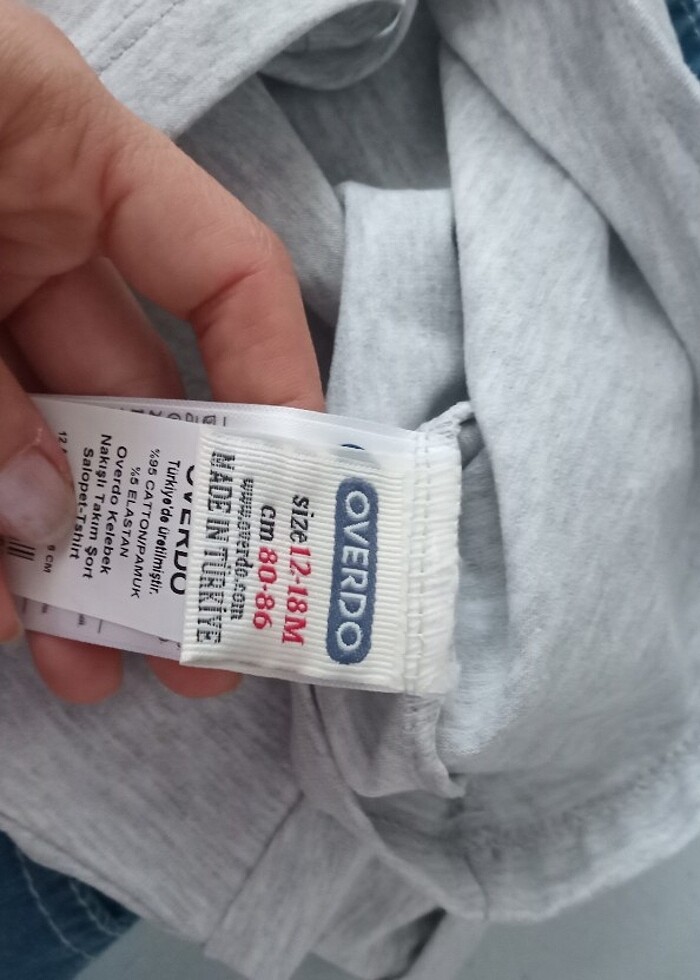 OVERDO
size 12-18M
cm 80-86
www.overdo.com
MADE IN TÜRKİYE
OVERDO
Türkiye'de üretilmiştir.
%95 CATTON/PAMUK
%5 ELASTAN
Overdo Kelebek
Nakışlı Takım Şort
Salopet-Tshirt